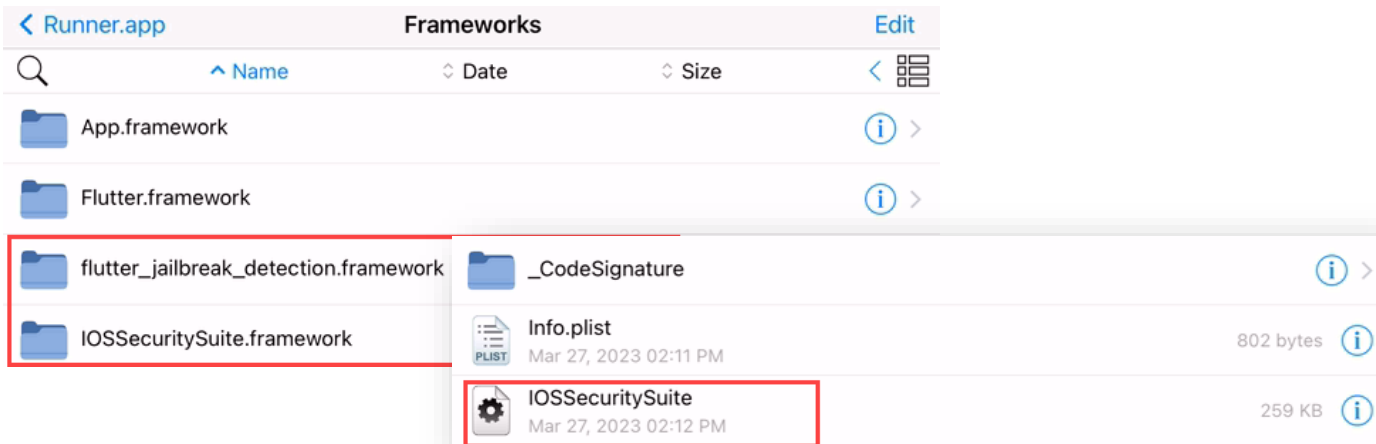 Runner.app Frameworks Edit
Name Date Size
App.framework
Flutter.framework
flutter_jailbreak_detection.framework
IOSSecuritySuite.framework
_CodeSignature
PLIST
Info.plist
Mar 27, 2023 02:11 PM
802 bytes
IOSSecuritySuite
Mar 27, 2023 02:12 PM
259 KB